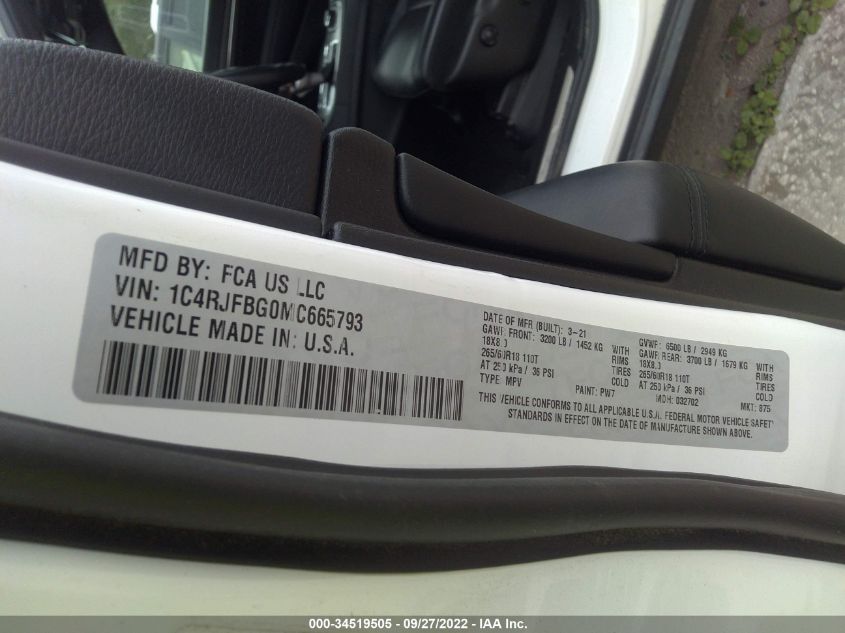 MFD BY: FCA US LLC
VIN: 1C4RJFBG0MC665793
VEHICLE MADE IN: U.S.A.
DATE OF MFR (BUILT): 3-21
GAWR FRONT: 3200 LB / 1452 KG WITH
18X8.0 RIMS
265/60R18 110T TIRES
AT 250 kPa / 36 PSI COLD
TYPE: MPV PAINT: PW7
GVWR: 6500 LB / 2949 KG
GAWR REAR: 3700 LB / 1679 KG WITH
18X8.0 RIMS
265/60R18 110T TIRES
AT 250 kPa / 36 PSI COLD
MDH: 032702 MKT: 875
THIS VEHICLE CONFORMS TO ALL APPLICABLE U.S.A. FEDERAL MOTOR VEHICLE SAFETY
STANDARDS IN EFFECT ON THE DATE OF MANUFACTURE SHOWN ABOVE.
000-34519505 - 09/27/2022 - IAA Inc.